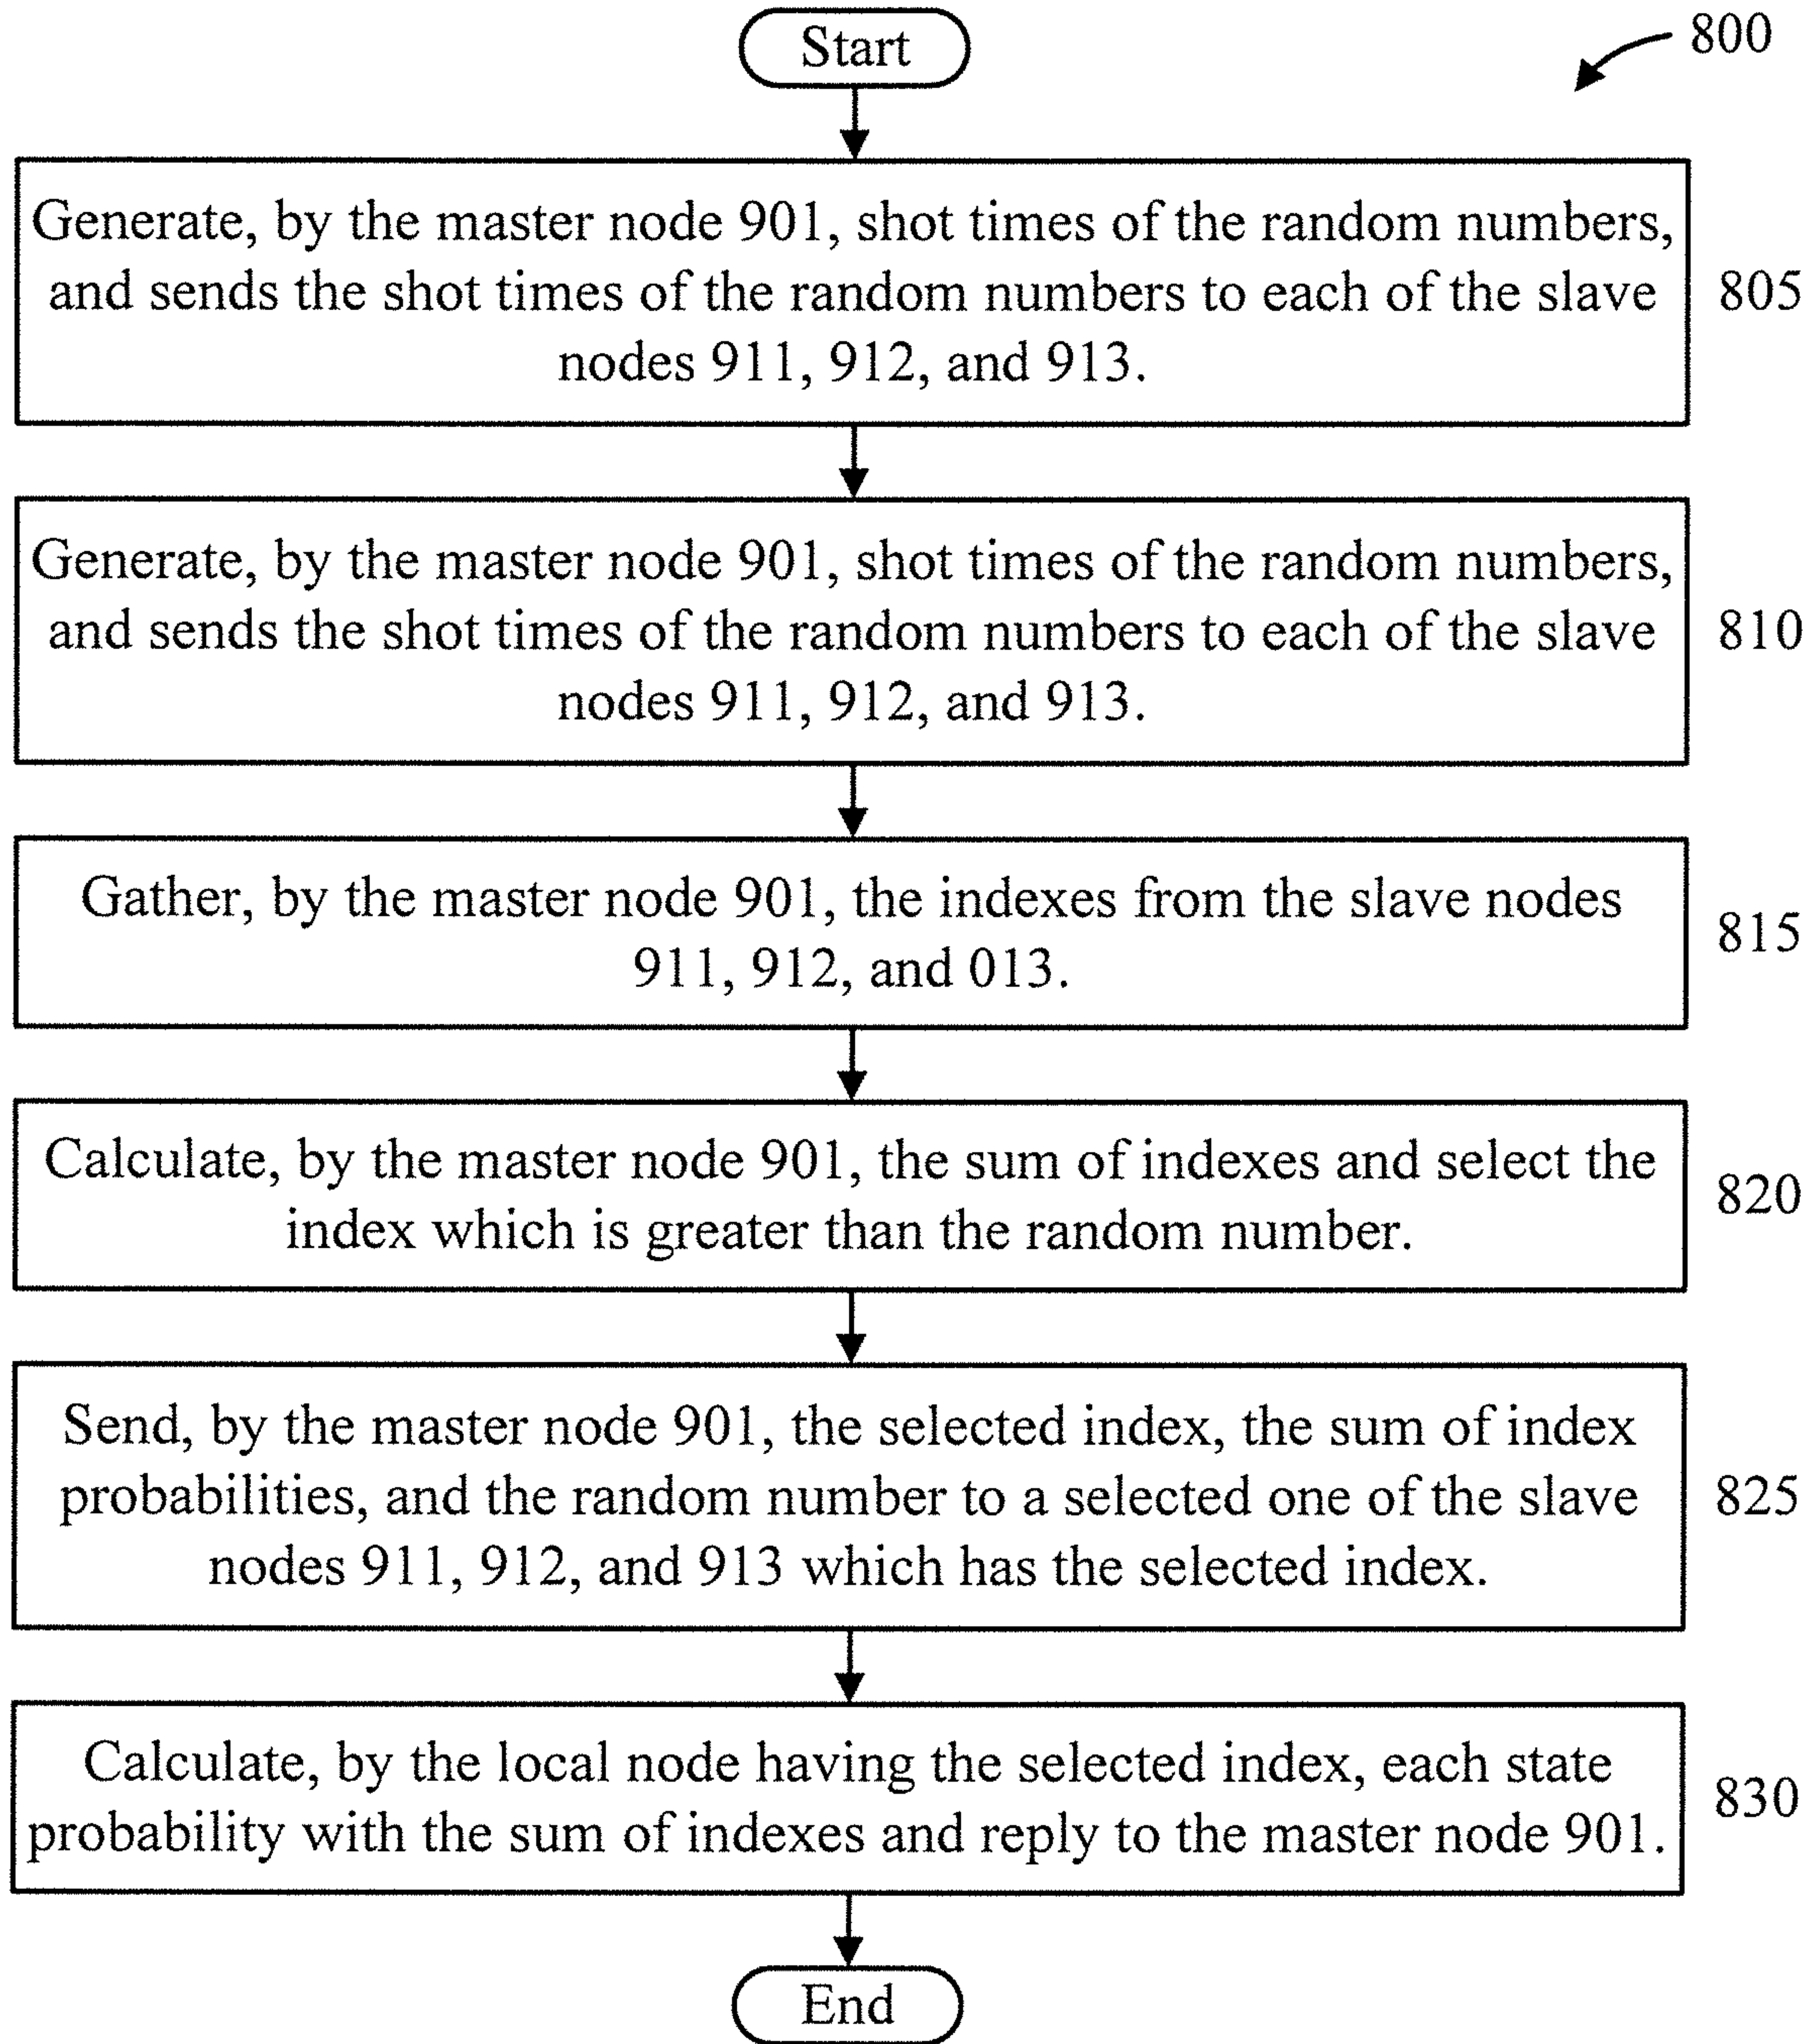 Start
800
Generate, by the master node 901, shot times of the random numbers,
and sends the shot times of the random numbers to each of the slave
nodes 911, 912, and 913.
805
Generate, by the master node 901, shot times of the random numbers,
and sends the shot times of the random numbers to each of the slave
nodes 911, 912, and 913.
810
Gather, by the master node 901, the indexes from the slave nodes
911, 912, and 013.
815
Calculate, by the master node 901, the sum of indexes and select the
index which is greater than the random number.
820
Send, by the master node 901, the selected index, the sum of index
probabilities, and the random number to a selected one of the slave
nodes 911, 912, and 913 which has the selected index.
825
Calculate, by the local node having the selected index, each state
probability with the sum of indexes and reply to the master node 901.
830
End